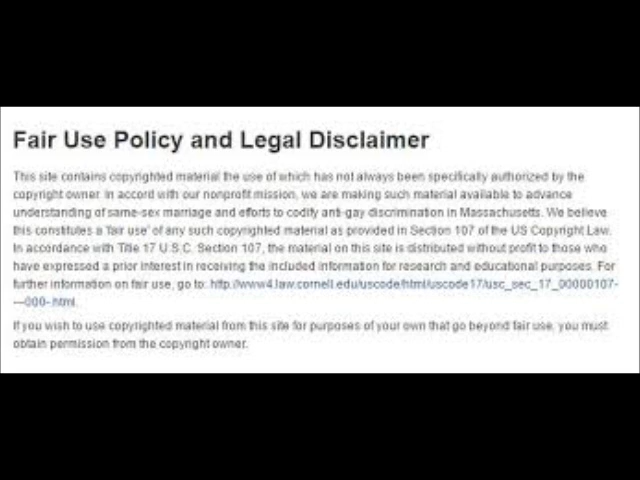 Fair Use Policy and Legal Disclaimer
This site contains copyrighted material the use of which has not always been specifically authorized by the
copyright owner. In accord with our nonprofit mission, we are making such material available to advance
understanding of same-sex marriage and efforts to codify anti-gay discrimination in Massachusetts. We believe
this constitutes a 'fair use' of any such copyrighted material as provided in Section 107 of the US Copyright Law.
In accordance with Title 17 U.S.C. Section 107, the material on this site is distributed without profit to those who
have expressed a prior interest in receiving the included information for research and educational purposes. For
further information on fair use, go to: http://www4.law.cornell.edu/uscode/html/uscode17/usc_sec_17_00000107-
---000-.html.
If you wish to use copyrighted material from this site for purposes of your own that go beyond fair use, you must
obtain permission from the copyright owner.